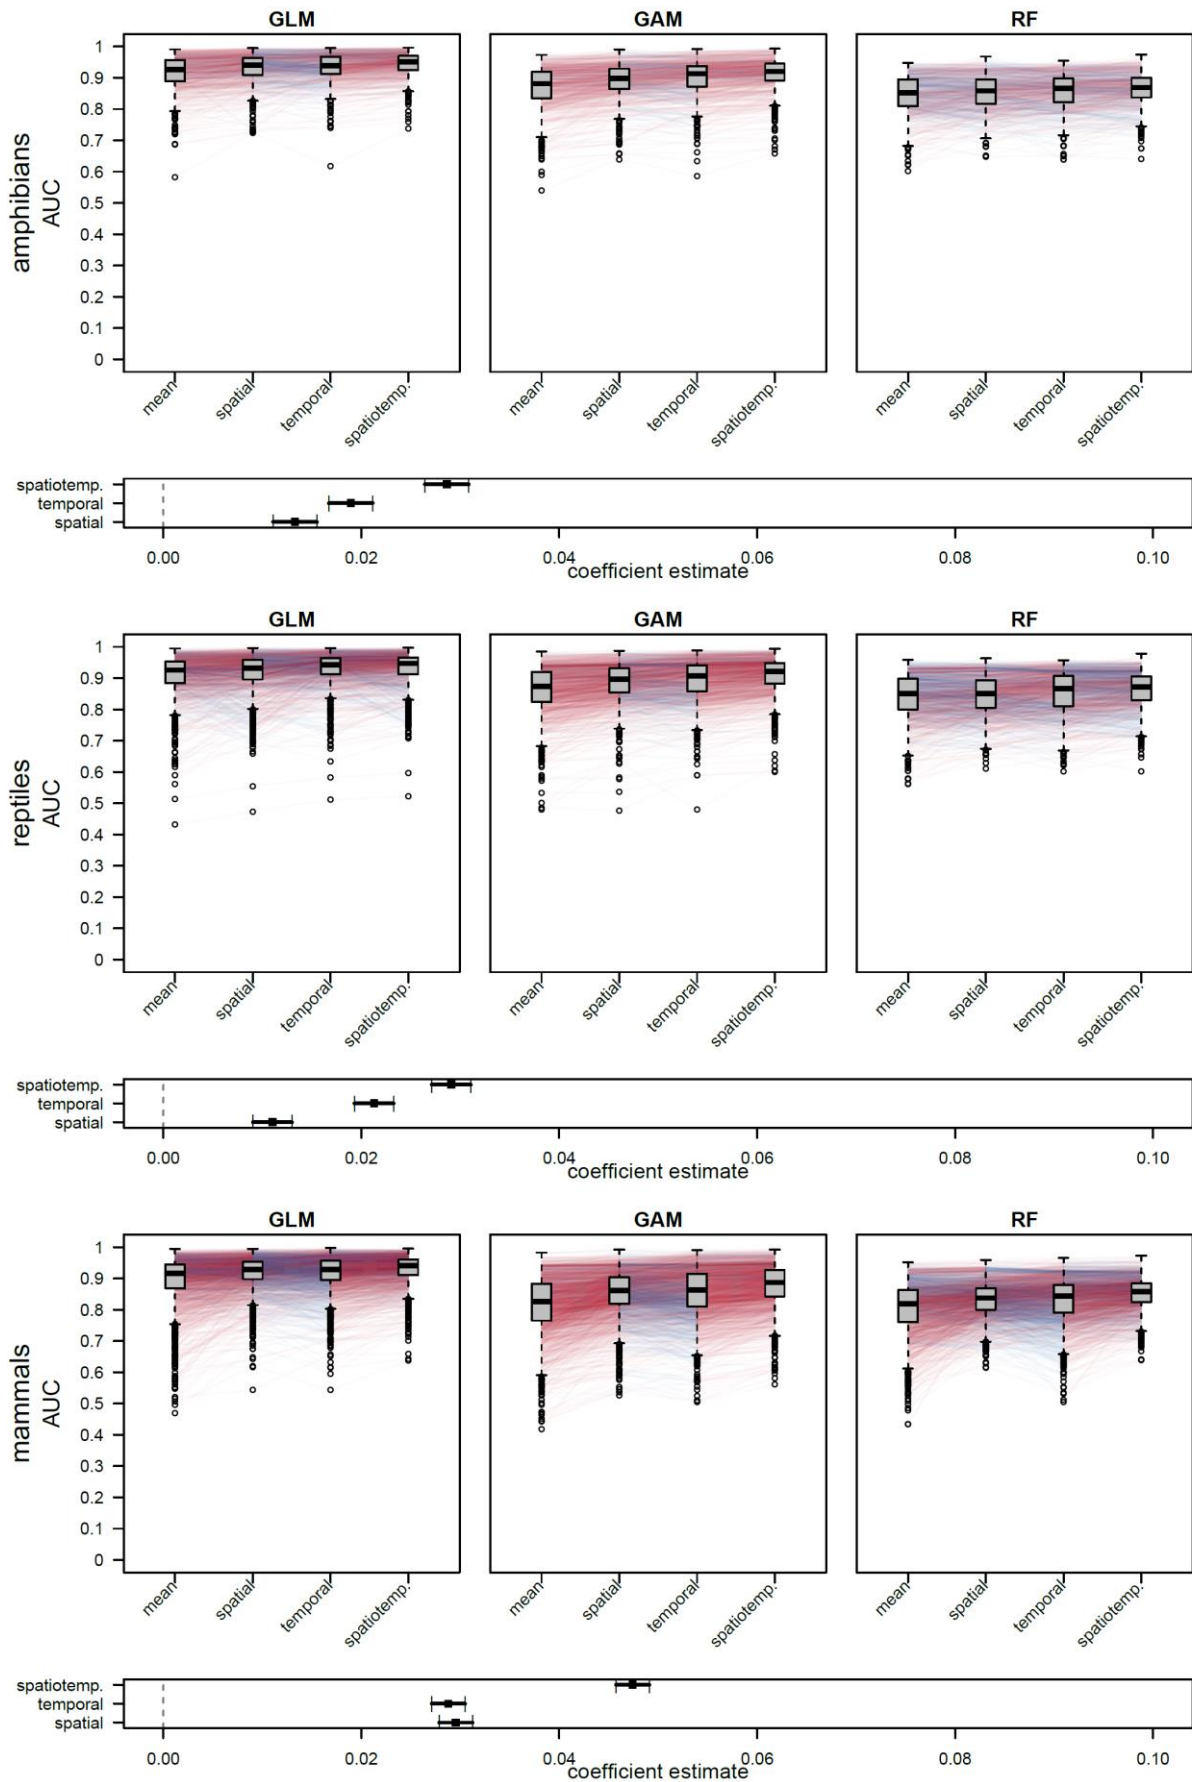 GLM GAM RF
amphibians
AUC
1
0.9
0.8
0.7
0.6
0.5
0.4
0.3
0.2
0.1
0
mean spatial temporal spatiotemp. mean spatial temporal spatiotemp. mean spatial temporal spatiotemp.
spatiotemp.
temporal
spatial
0.00 0.02 0.04 0.06 0.08 0.10
coefficient estimate
GLM GAM RF
reptiles
AUC
1
0.9
0.8
0.7
0.6
0.5
0.4
0.3
0.2
0.1
0
mean spatial temporal spatiotemp. mean spatial temporal spatiotemp. mean spatial temporal spatiotemp.
spatiotemp.
temporal
spatial
0.00 0.02 0.04 0.06 0.08 0.10
coefficient estimate
GLM GAM RF
mammals
AUC
1
0.9
0.8
0.7
0.6
0.5
0.4
0.3
0.2
0.1
0
mean spatial temporal spatiotemp. mean spatial temporal spatiotemp. mean spatial temporal spatiotemp.
spatiotemp.
temporal
spatial
0.00 0.02 0.04 0.06 0.08 0.10
coefficient estimate